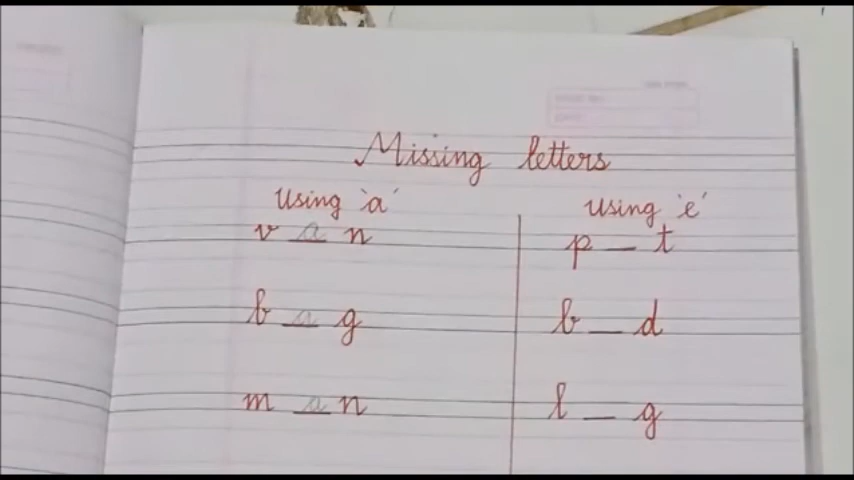 Missing letters
Using 'a' Using 'e'
v a n p _ t
b a g b _ d
m a n l _ g